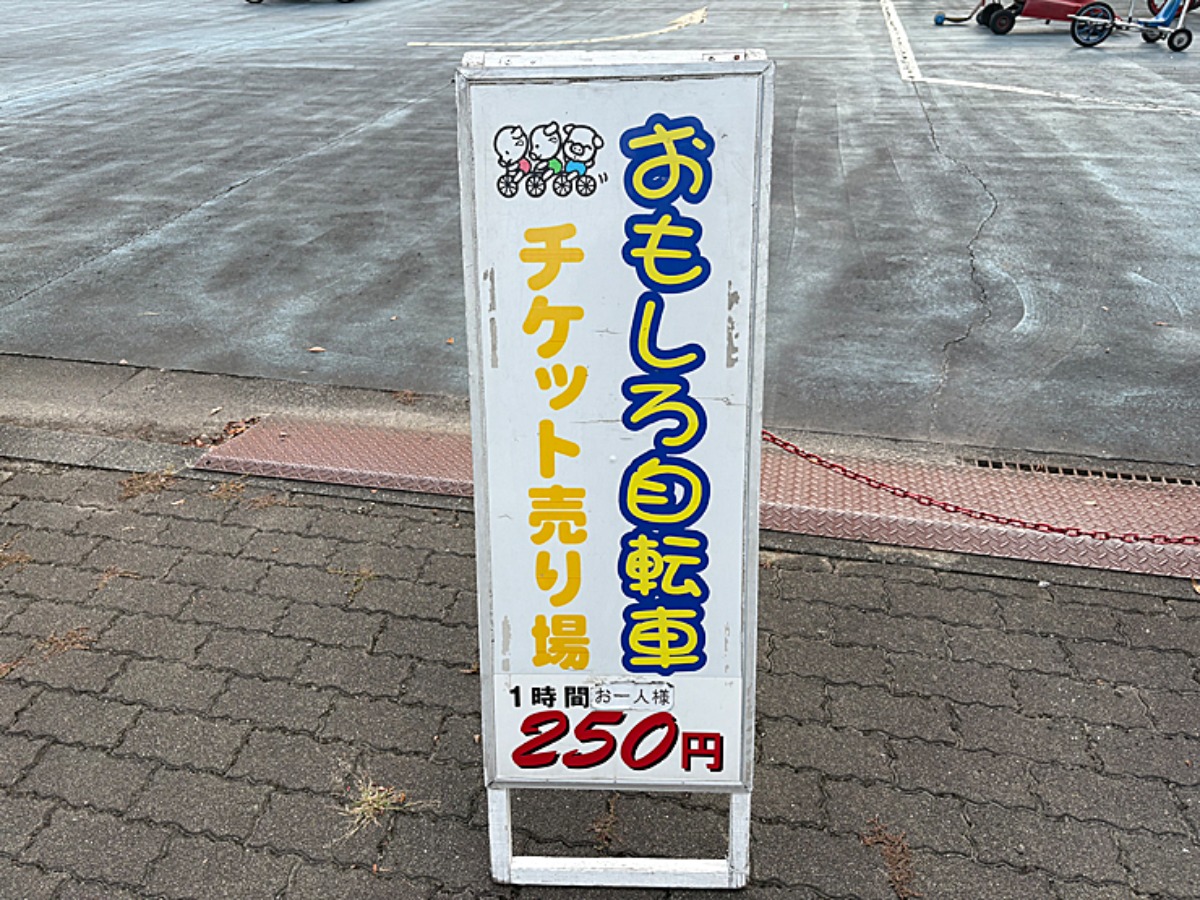 おもしろ自転車
チケット売り場
1時間お一人様
250円